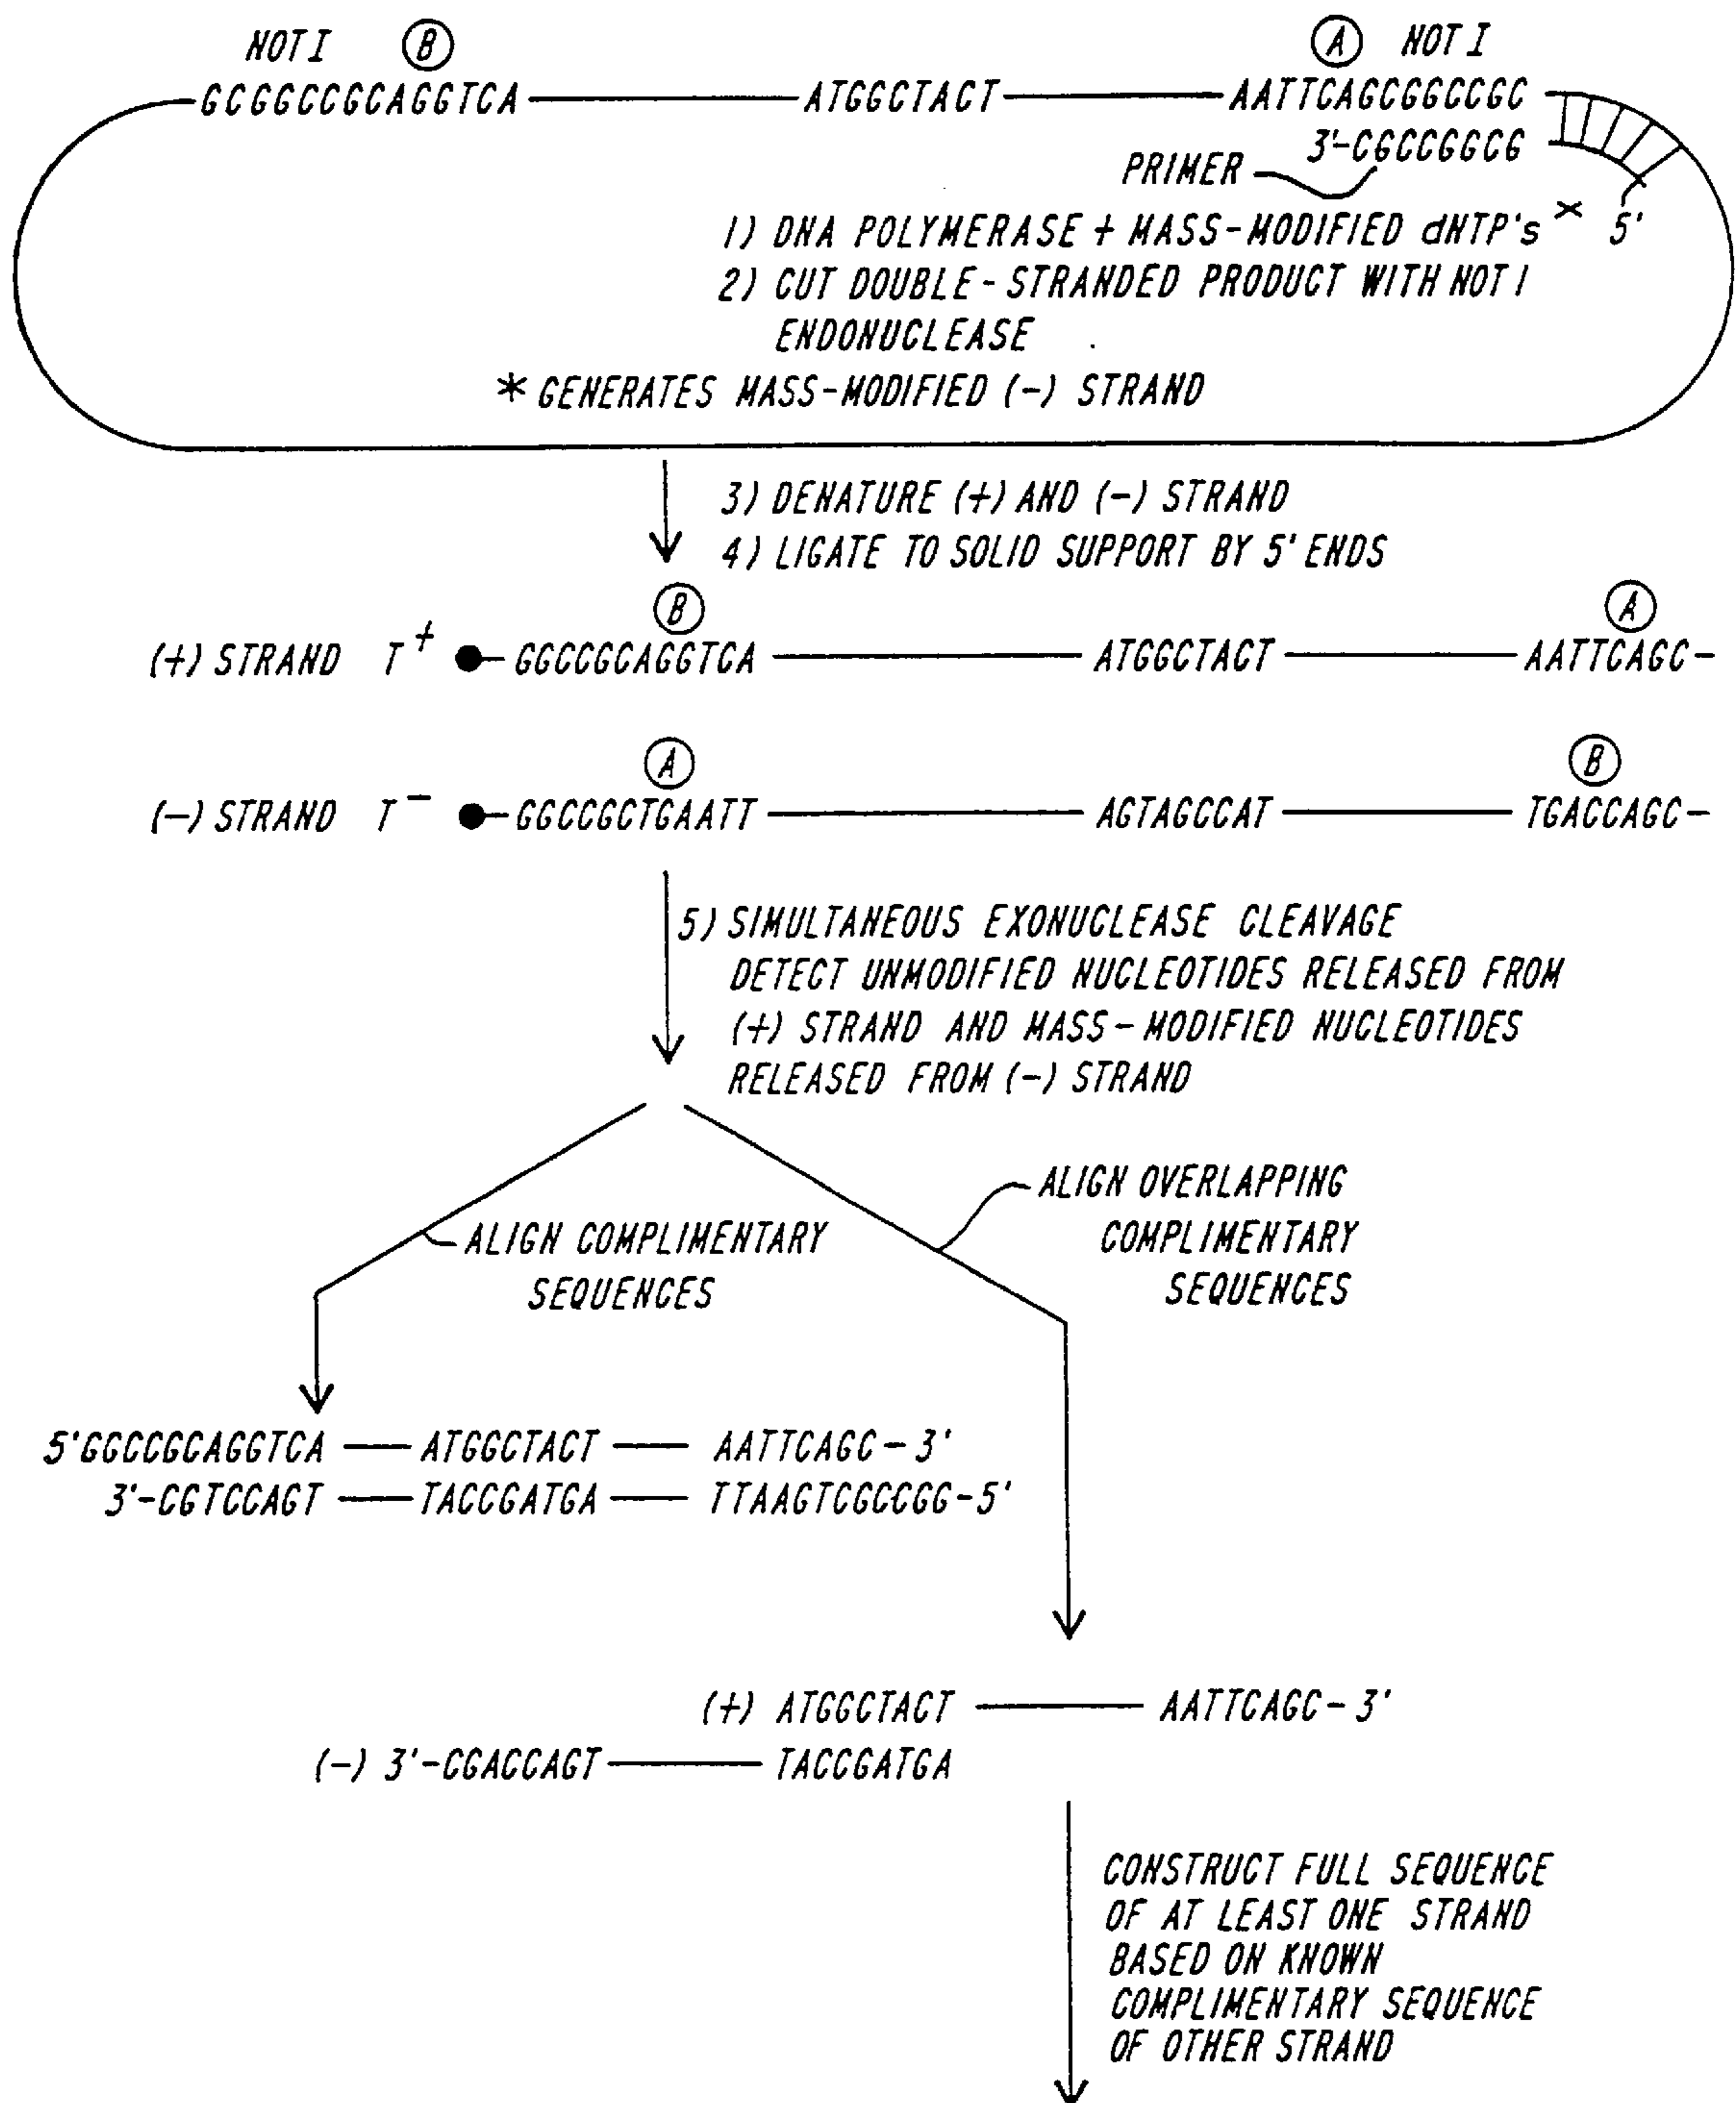 NOT I B
A NOT I
GCGGCCGCAGGTCA ATGGCTACT AATTCAGCGGCCGC
3'-CGCCGGCG
PRIMER
1) DNA POLYMERASE + MASS-MODIFIED dNTP's × 5'
2) CUT DOUBLE-STRANDED PRODUCT WITH NOT I
ENDONUCLEASE
* GENERATES MASS-MODIFIED (-) STRAND
3) DENATURE (+) AND (-) STRAND
4) LIGATE TO SOLID SUPPORT BY 5' ENDS
B A
(+) STRAND T+ GGCCGCAGGTCA ATGGCTACT AATTCAGC-
A B
(-) STRAND T- GGCCGCTGAATT AGTAGCCAT TGACCAGC-
5) SIMULTANEOUS EXONUCLEASE CLEAVAGE
DETECT UNMODIFIED NUCLEOTIDES RELEASED FROM
(+) STRAND AND MASS-MODIFIED NUCLEOTIDES
RELEASED FROM (-) STRAND
ALIGN COMPLIMENTARY
SEQUENCES
ALIGN OVERLAPPING
COMPLIMENTARY
SEQUENCES
5'GGCCGCAGGTCA ATGGCTACT AATTCAGC-3'
3'-CGTCCAGT TACCGATGA TTAAGTCGCCGG-5'
(+) ATGGCTACT AATTCAGC-3'
(-) 3'-CGACCAGT TACCGATGA
CONSTRUCT FULL SEQUENCE
OF AT LEAST ONE STRAND
BASED ON KNOWN
COMPLIMENTARY SEQUENCE
OF OTHER STRAND